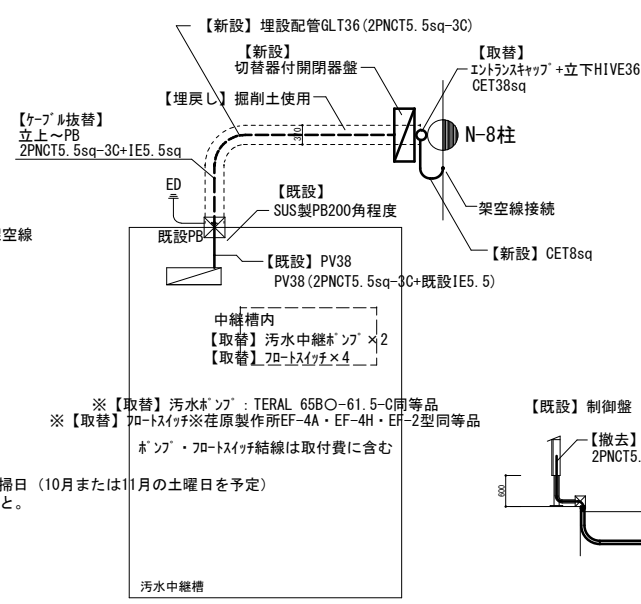 【新設】埋設配管GLT36(2PNCT5.5sq-3C)
【新設】
切替器付開閉器盤
【取替】
エントランスキャップ+立下HIVE36
CET38sq
【埋戻し】掘削土使用
【ケーブル抜替】
立上～PB
2PNCT5.5sq-3C+IE5.5sq
N-8柱
ED
【既設】
SUS製PB200角程度
架空線接続
空線
既設PB
【新設】CET8sq
【既設】PV38
PV38(2PNCT5.5sq-3C+既設IE5.5)
中継槽内
【取替】汚水中継ポンプ×2
【取替】フロートスイッチ×4
※【取替】汚水ポンプ：TERAL 65BO-61.5-C同等品
※【取替】フロートスイッチ※荏原製作所EF-4A・EF-4H・EF-2型同等品
ポンプ・フロートスイッチ結線は取付費に含む
【既設】制御盤
【撤去】
2PNCT5.
600
掃日（10月または11月の土曜日を予定）
と。
汚水中継槽